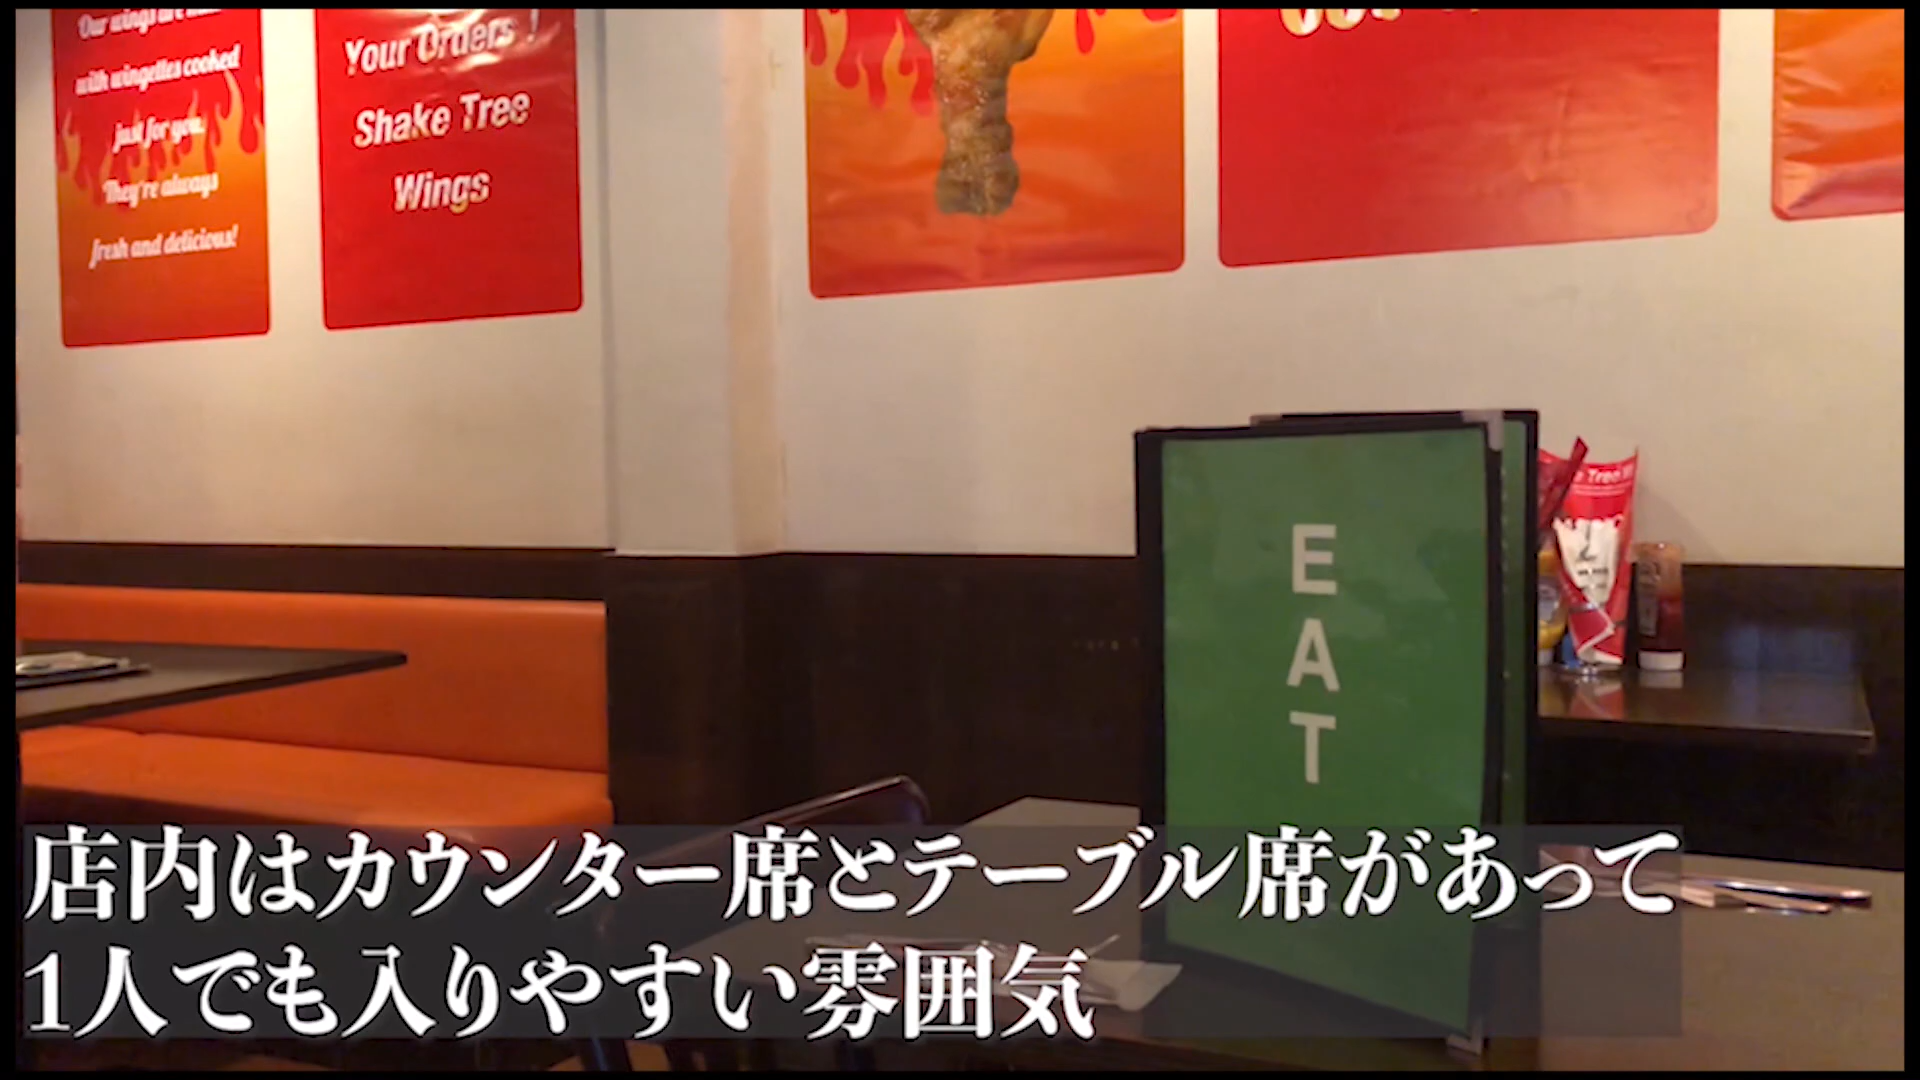 Our wings are
with wingettes cooked
just for you.
They're always
fresh and delicious!
Your Orders !
Shake Tree
Wings
Tree
EAT
店内はカウンター席とテーブル席があって
1人でも入りやすい雰囲気